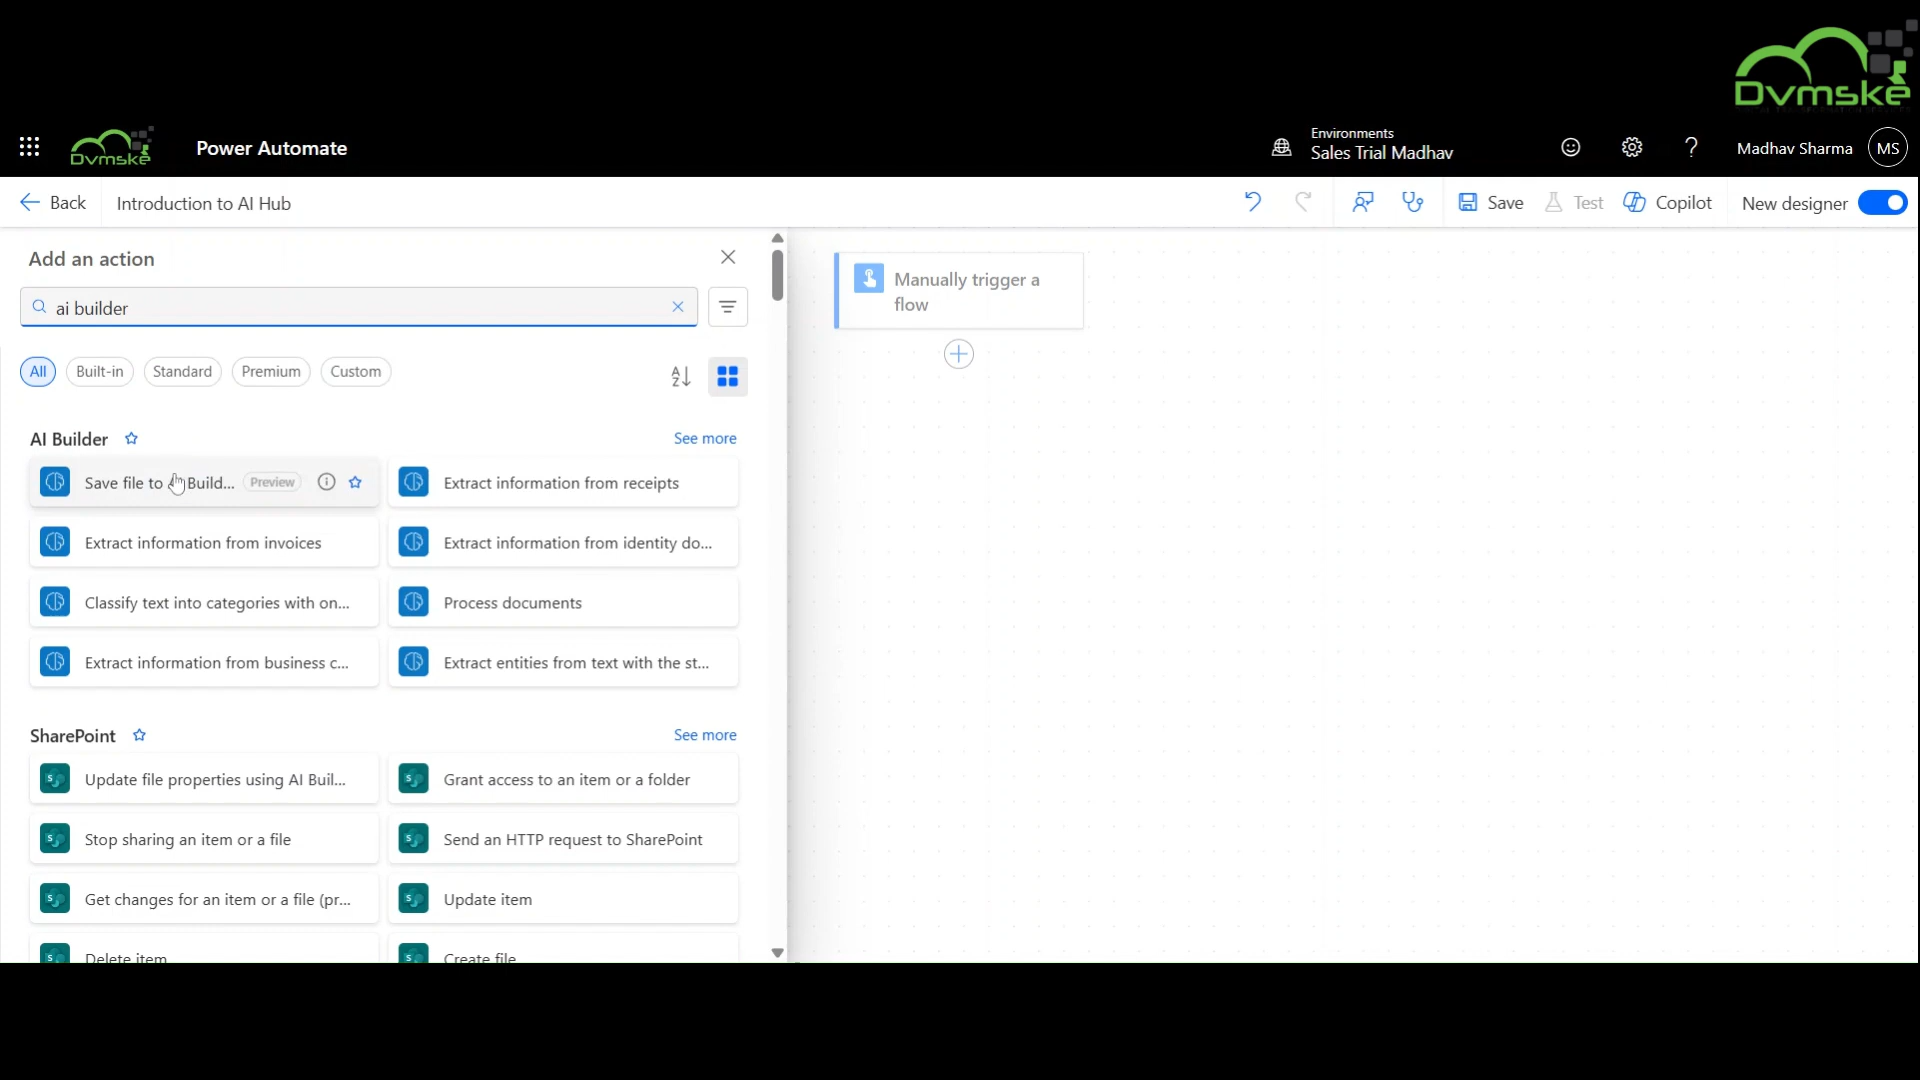 Dvmske
Dvmske
Power Automate
Environments
Sales Trial Madhav
Madhav Sharma
MS
Back
Introduction to AI Hub
Save
Test
Copilot
New designer
Add an action
ai builder
All
Built-in
Standard
Premium
Custom
AI Builder
See more
Save file to AI Build...
Preview
Extract information from receipts
Extract information from invoices
Extract information from identity do...
Classify text into categories with on...
Process documents
Extract information from business c...
Extract entities from text with the st...
SharePoint
See more
Update file properties using AI Buil...
Grant access to an item or a folder
Stop sharing an item or a file
Send an HTTP request to SharePoint
Get changes for an item or a file (pr...
Update item
Delete item
Create file
Manually trigger a
flow